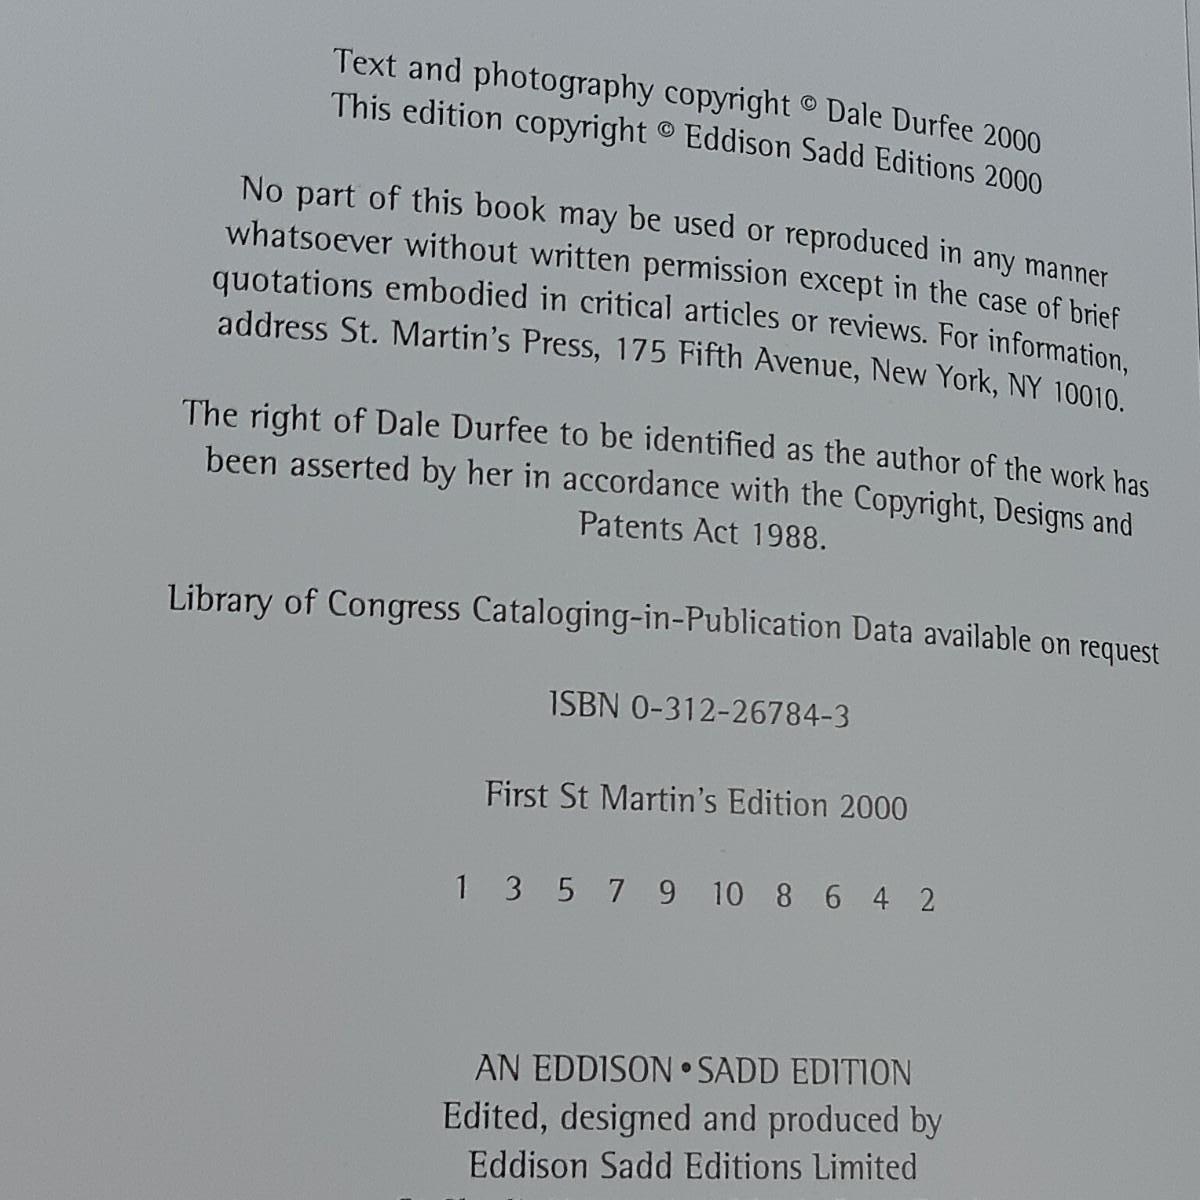 Text and photography copyright © Dale Durfee 2000
This edition copyright © Eddison Sadd Editions 2000
No part of this book may be used or reproduced in any manner
whatsoever without written permission except in the case of brief
quotations embodied in critical articles or reviews. For information,
address St. Martin's Press, 175 Fifth Avenue, New York, NY 10010.
The right of Dale Durfee to be identified as the author of the work has
been asserted by her in accordance with the Copyright, Designs and
Patents Act 1988.
Library of Congress Cataloging-in-Publication Data available on request
ISBN 0-312-26784-3
First St Martin's Edition 2000
1 3 5 7 9 10 8 6 4 2
AN EDDISON • SADD EDITION
Edited, designed and produced by
Eddison Sadd Editions Limited